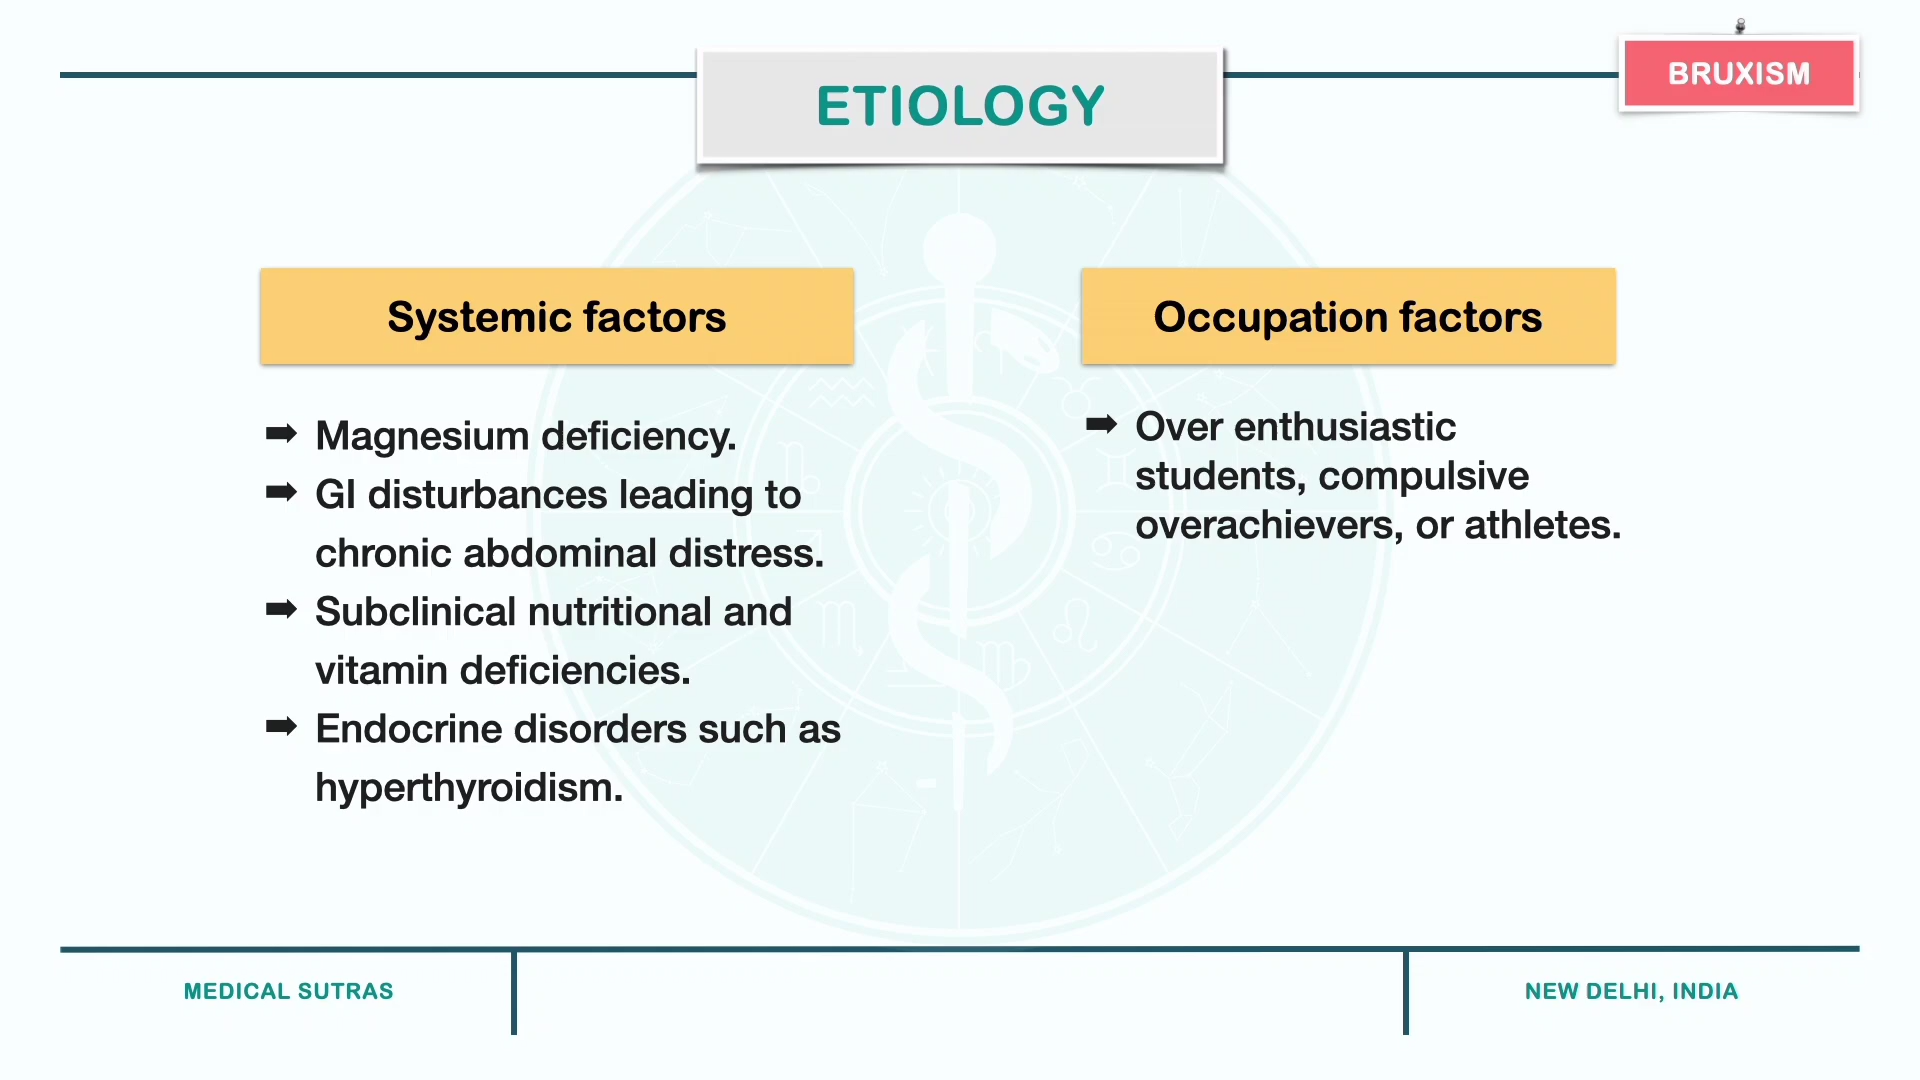 ETIOLOGY
BRUXISM
Systemic factors
➡ Magnesium deficiency.
➡ GI disturbances leading to
chronic abdominal distress.
➡ Subclinical nutritional and
vitamin deficiencies.
➡ Endocrine disorders such as
hyperthyroidism.
Occupation factors
➡ Over enthusiastic
students, compulsive
overachievers, or athletes.
MEDICAL SUTRAS
NEW DELHI, INDIA